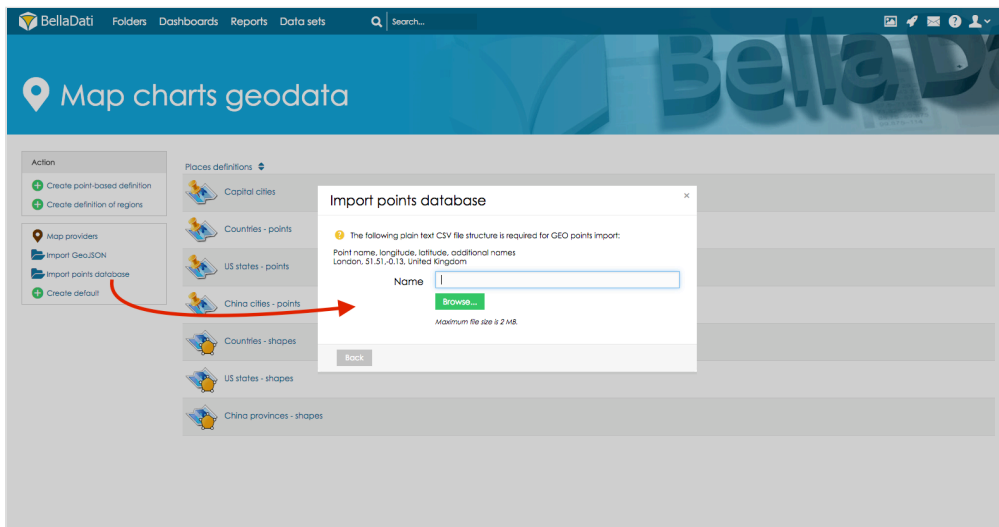 BellaDati Folders Dashboards Reports Data sets Search...
BellaDa
Map charts geodata
Action
Create point-based definition
Create definition of regions
Map providers
Import GeoJSON
Import points database
Create default
Places definitions
Capital cities
Countries - points
US states - points
China cities - points
Countries - shapes
US states - shapes
China provinces - shapes
Import points database ×
The following plain text CSV file structure is required for GEO points import:
Point name, longitude, latitude, additional names
London, 51.51,-0.13, United Kingdom
Name
Browse...
Maximum file size is 2 MB.
Back